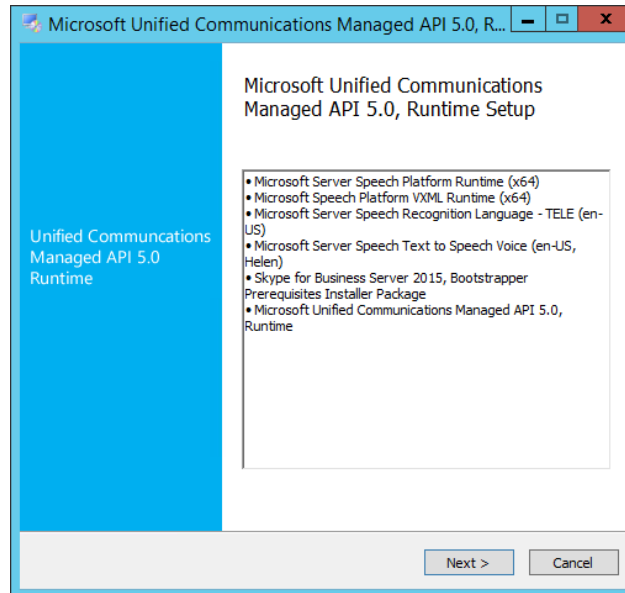 Microsoft Unified Communications Managed API 5.0, R...
Microsoft Unified Communications
Managed API 5.0, Runtime Setup
• Microsoft Server Speech Platform Runtime (x64)
• Microsoft Speech Platform VXML Runtime (x64)
• Microsoft Server Speech Recognition Language - TELE (en-
US)
• Microsoft Server Speech Text to Speech Voice (en-US,
Helen)
• Skype for Business Server 2015, Bootstrapper
Prerequisites Installer Package
• Microsoft Unified Communications Managed API 5.0,
Runtime
Unified Communcations
Managed API 5.0
Runtime
Next >
Cancel